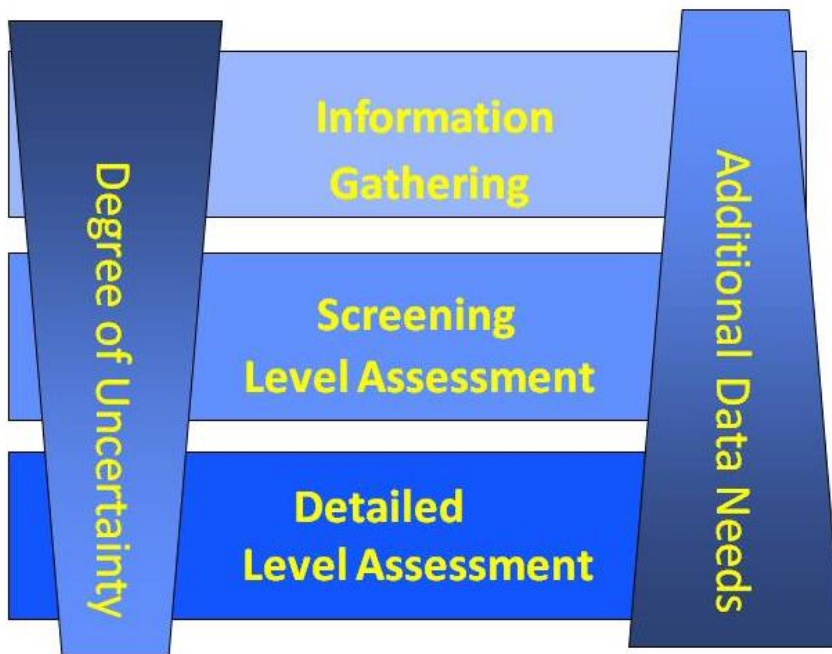 Information
Gathering
Screening
Level Assessment
Detailed
Level Assessment
Degree of Uncertainty
Additional Data Needs